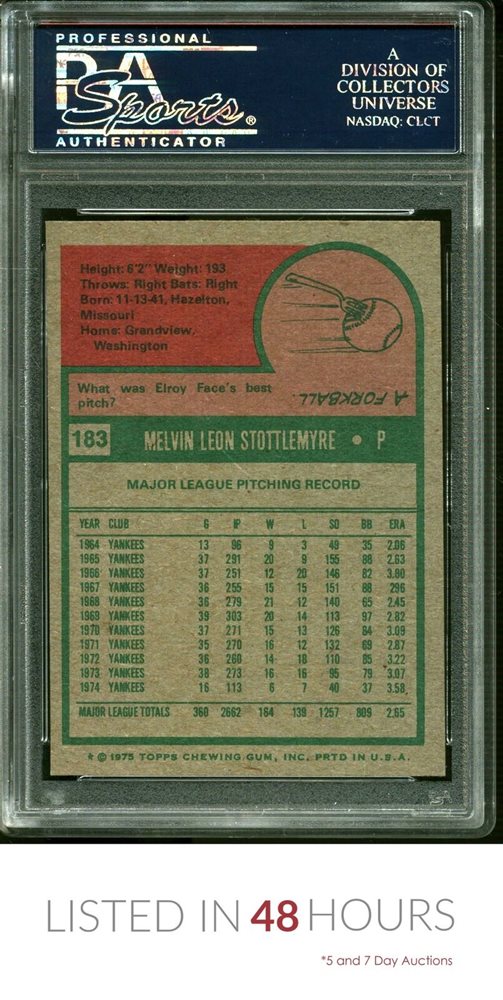 PROFESSIONAL
PSA
Sports®
AUTHENTICATOR
A
DIVISION OF
COLLECTORS
UNIVERSE
NASDAQ: CLCT
Height: 6'2" Weight: 193
Throws: Right Bats: Right
Born: 11-13-41, Hazelton,
Missouri
Home: Grandview,
Washington
What was Elroy Face's best
pitch?
A FORKBALL.
183 MELVIN LEON STOTTLEMYRE • P
MAJOR LEAGUE PITCHING RECORD
YEAR CLUB G IP W L SO BB ERA
1964 YANKEES 13 96 9 3 49 35 2.06
1965 YANKEES 37 291 20 9 155 88 2.63
1966 YANKEES 37 251 12 20 146 82 3.80
1967 YANKEES 36 255 15 15 151 88 296
1968 YANKEES 36 279 21 12 140 65 2.45
1969 YANKEES 39 303 20 14 113 97 2.82
1970 YANKEES 37 271 15 13 126 84 3.09
1971 YANKEES 35 270 16 12 132 69 2.87
1972 YANKEES 36 260 14 18 110 85 3.22
1973 YANKEES 38 273 16 16 95 79 3.07
1974 YANKEES 16 113 6 7 40 37 3.58
MAJOR LEAGUE TOTALS 360 2662 164 139 1257 809 2.65
* © 1975 TOPPS CHEWING GUM, INC. PRTD IN U.S.A.
LISTED IN 48 HOURS
*5 and 7 Day Auctions